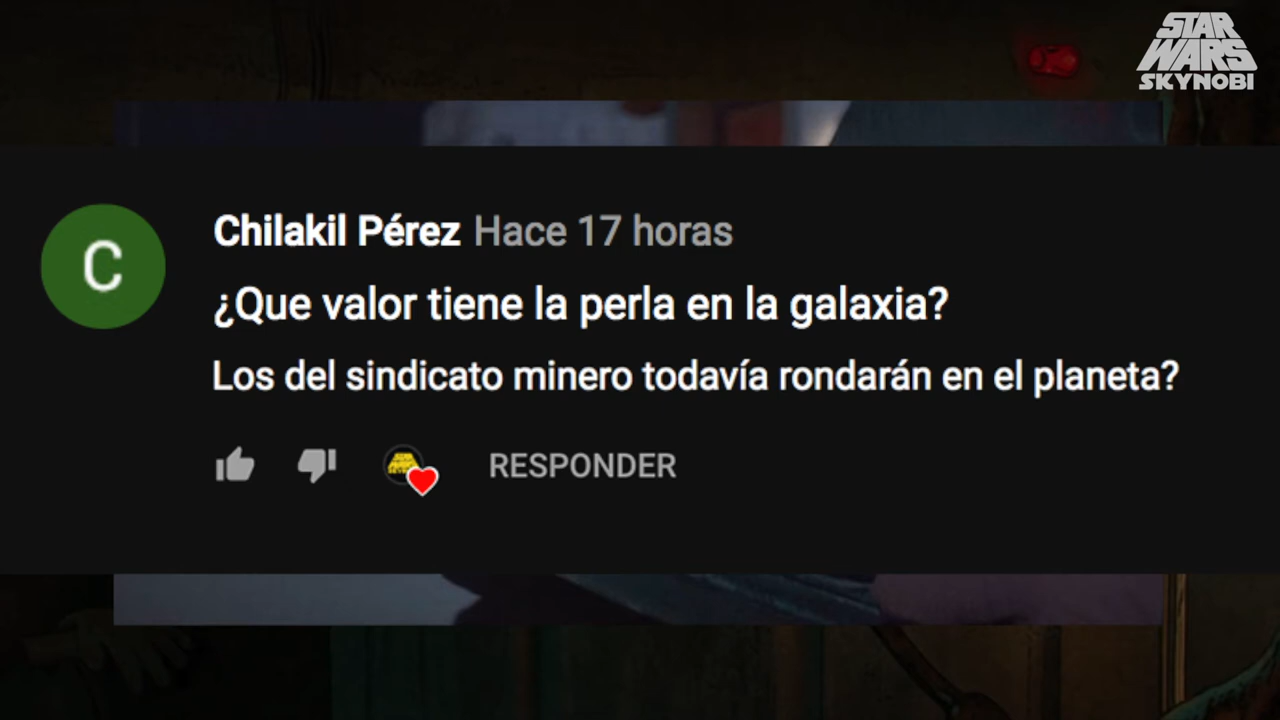 STAR
WARS
SKYNOBI
Chilakil Pérez Hace 17 horas
¿Que valor tiene la perla en la galaxia?
Los del sindicato minero todavía rondarán en el planeta?
RESPONDER
C